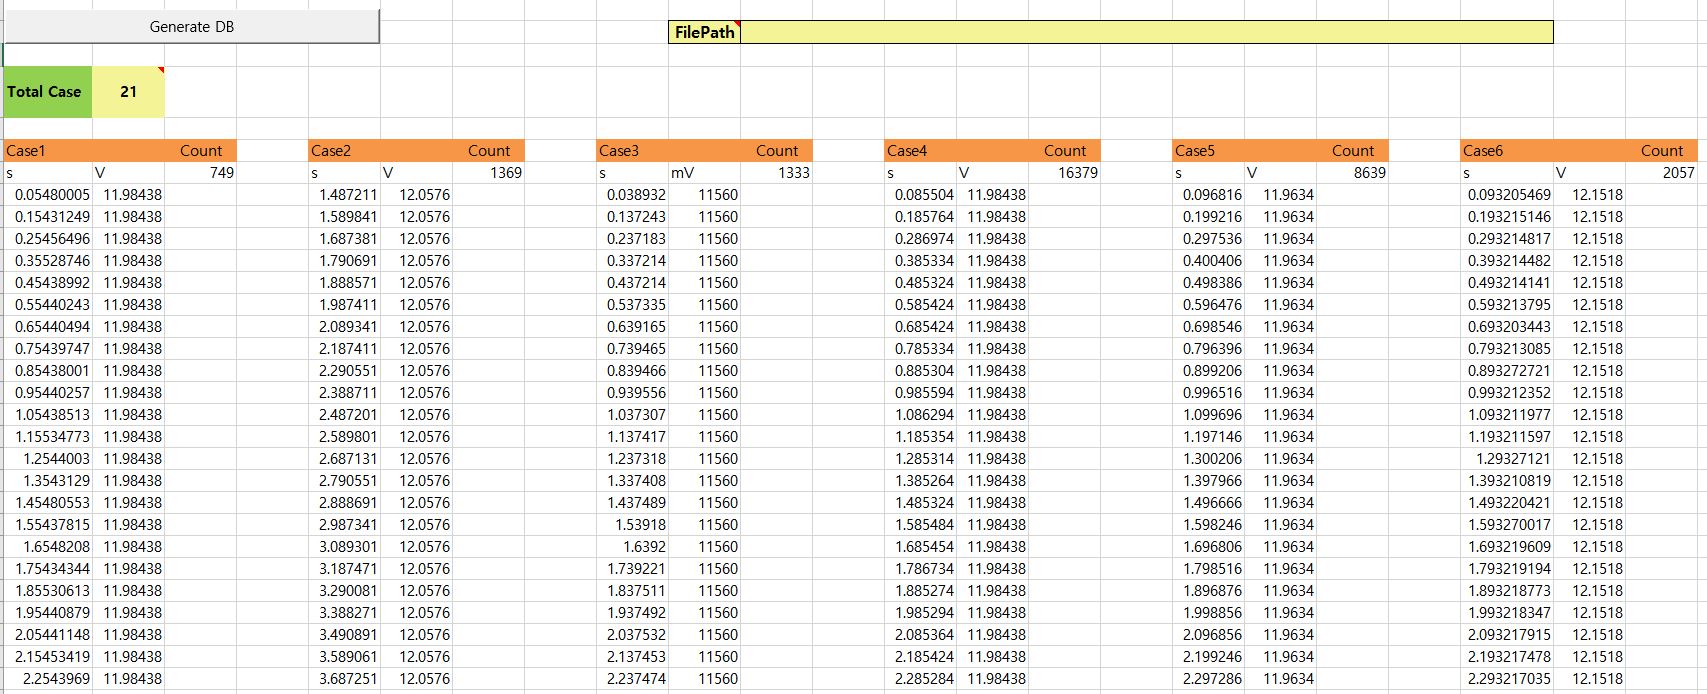 Generate DB FilePath
Total Case 21
Case1 Count Case2 Count Case3 Count Case4 Count Case5 Count Case6 Count
s V 749 s V 1369 s mV 1333 s V 16379 s V 8639 s V 2057
0.05480005 11.98438 1.487211 12.0576 0.038932 11560 0.085504 11.98438 0.096816 11.9634 0.093205469 12.1518
0.15431249 11.98438 1.589841 12.0576 0.137243 11560 0.185764 11.98438 0.199216 11.9634 0.193215146 12.1518
0.25456496 11.98438 1.687381 12.0576 0.237183 11560 0.286974 11.98438 0.297536 11.9634 0.293214817 12.1518
0.35528746 11.98438 1.790691 12.0576 0.337214 11560 0.385334 11.98438 0.400406 11.9634 0.393214482 12.1518
0.45438992 11.98438 1.888571 12.0576 0.437214 11560 0.485324 11.98438 0.498386 11.9634 0.493214141 12.1518
0.55440243 11.98438 1.987411 12.0576 0.537335 11560 0.585424 11.98438 0.596476 11.9634 0.593213795 12.1518
0.65440494 11.98438 2.089341 12.0576 0.639165 11560 0.685424 11.98438 0.698546 11.9634 0.693203443 12.1518
0.75439747 11.98438 2.187411 12.0576 0.739465 11560 0.785334 11.98438 0.796396 11.9634 0.793213085 12.1518
0.85438001 11.98438 2.290551 12.0576 0.839466 11560 0.885304 11.98438 0.899206 11.9634 0.893272721 12.1518
0.95440257 11.98438 2.388711 12.0576 0.939556 11560 0.985594 11.98438 0.996516 11.9634 0.993212352 12.1518
1.05438513 11.98438 2.487201 12.0576 1.037307 11560 1.086294 11.98438 1.099696 11.9634 1.093211977 12.1518
1.15534773 11.98438 2.589801 12.0576 1.137417 11560 1.185354 11.98438 1.197146 11.9634 1.193211597 12.1518
1.2544003 11.98438 2.687131 12.0576 1.237318 11560 1.285314 11.98438 1.300206 11.9634 1.29327121 12.1518
1.3543129 11.98438 2.790551 12.0576 1.337408 11560 1.385264 11.98438 1.397966 11.9634 1.393210819 12.1518
1.45480553 11.98438 2.888691 12.0576 1.437489 11560 1.485324 11.98438 1.496666 11.9634 1.493220421 12.1518
1.55437815 11.98438 2.987341 12.0576 1.53918 11560 1.585484 11.98438 1.598246 11.9634 1.593270017 12.1518
1.6548208 11.98438 3.089301 12.0576 1.6392 11560 1.685454 11.98438 1.696806 11.9634 1.693219609 12.1518
1.75434344 11.98438 3.187471 12.0576 1.739221 11560 1.786734 11.98438 1.798516 11.9634 1.793219194 12.1518
1.85530613 11.98438 3.290081 12.0576 1.837511 11560 1.885274 11.98438 1.896876 11.9634 1.893218773 12.1518
1.95440879 11.98438 3.388271 12.0576 1.937492 11560 1.985294 11.98438 1.998856 11.9634 1.993218347 12.1518
2.05441148 11.98438 3.490891 12.0576 2.037532 11560 2.085364 11.98438 2.096856 11.9634 2.093217915 12.1518
2.15453419 11.98438 3.589061 12.0576 2.137453 11560 2.185424 11.98438 2.199246 11.9634 2.193217478 12.1518
2.2543969 11.98438 3.687251 12.0576 2.237474 11560 2.285284 11.98438 2.297286 11.9634 2.293217035 12.1518